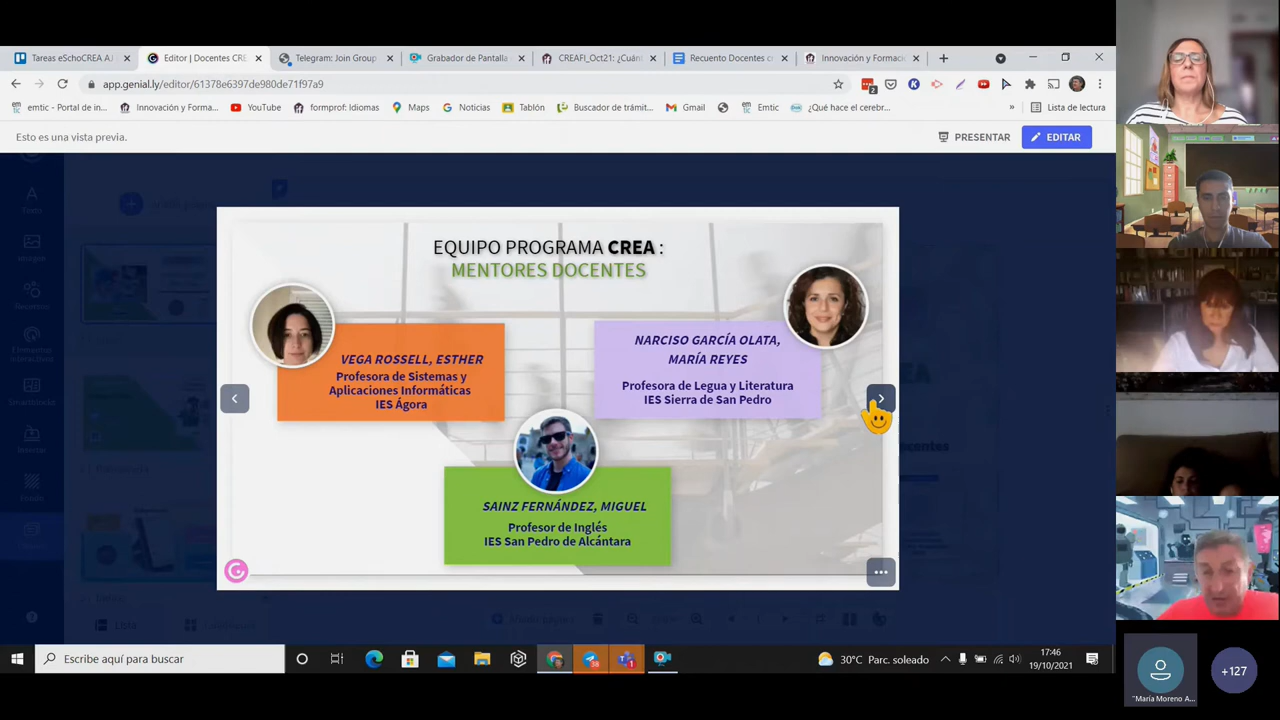 Tareas eSchoCREA A.I
Editor | Docentes CRE
Telegram: Join Group
Grabador de Pantalla
CREAFI_Oct21: ¿Cuán
Recuento Docentes c
Innovación y Formac
app.genial.ly/editor/61378e6397de980de71f97a9
emtic - Portal de in...
Innovación y Forma...
YouTube
formprof: Idiomas
Maps
Noticias
Tablón
Buscador de trámit...
Gmail
Emtic
¿Qué hace el cerebr...
»
Lista de lectura
Esto es una vista previa.
PRESENTAR
EDITAR
EQUIPO PROGRAMA CREA :
MENTORES DOCENTES
VEGA ROSSELL, ESTHER
Profesora de Sistemas y
Aplicaciones Informáticas
IES Ágora
NARCISO GARCÍA OLATA,
MARÍA REYES
Profesora de Legua y Literatura
IES Sierra de San Pedro
SAINZ FERNÁNDEZ, MIGUEL
Profesor de Inglés
IES San Pedro de Alcántara
Escribe aquí para buscar
30°C Parc. soleado
17:46
19/10/2021
"María Moreno A...
+127